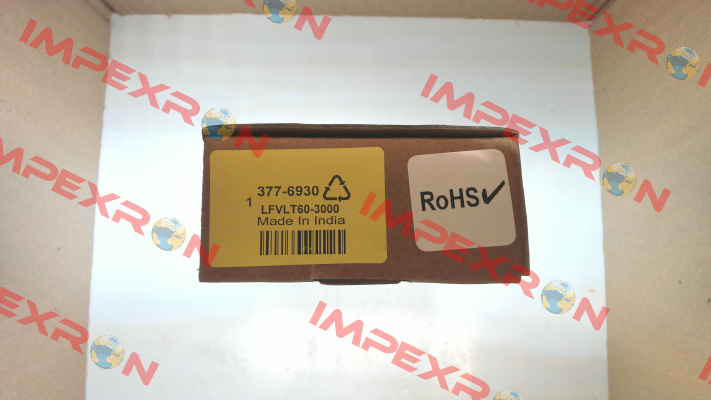 377-6930
1
LFVLT60-3000
Made In India
RoHS✓
IMPEXRON
IMPEXRON
IMPEXRON
IMPEXRON
IMPEXRON
IMPEXRON
IMPEXRON
IMPEXRON